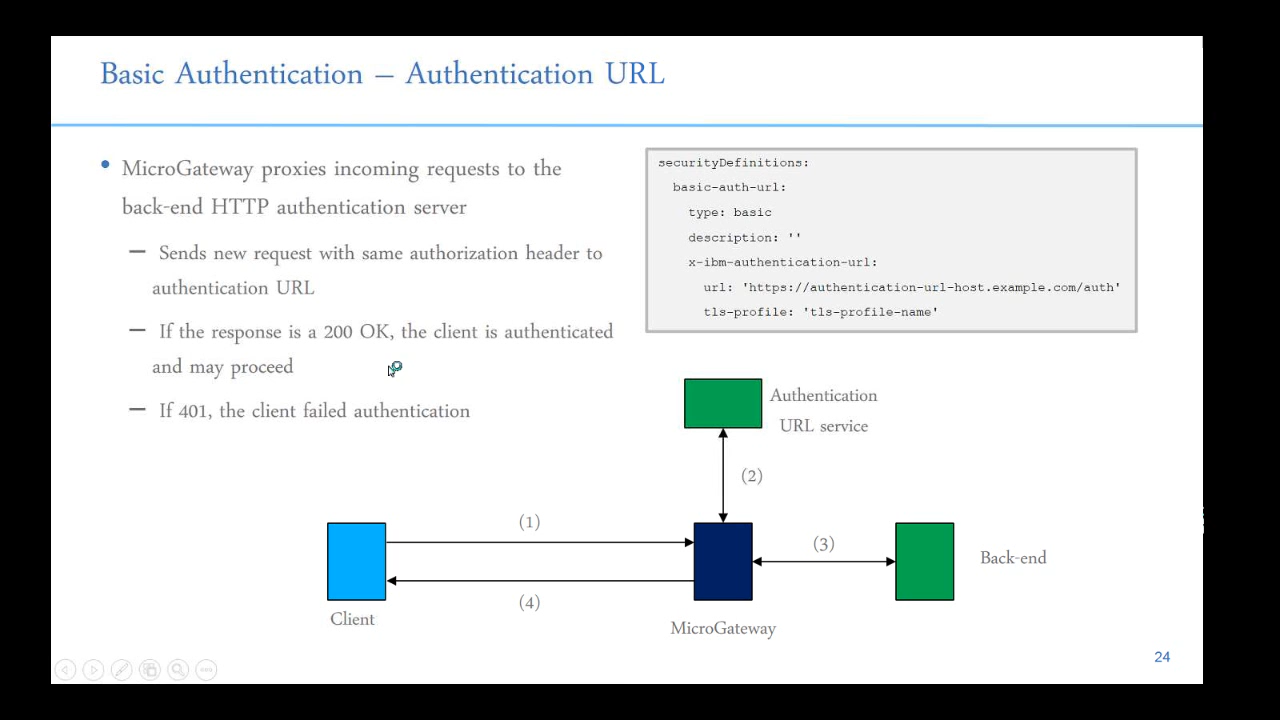 Basic Authentication – Authentication URL
• MicroGateway proxies incoming requests to the
back-end HTTP authentication server
– Sends new request with same authorization header to
authentication URL
– If the response is a 200 OK, the client is authenticated
and may proceed
– If 401, the client failed authentication
securityDefinitions:
basic-auth-url:
type: basic
description: ''
x-ibm-authentication-url:
url: 'https://authentication-url-host.example.com/auth'
tls-profile: 'tls-profile-name'
Authentication
URL service
(2)
(1)
(3)
Back-end
(4)
Client
MicroGateway
24